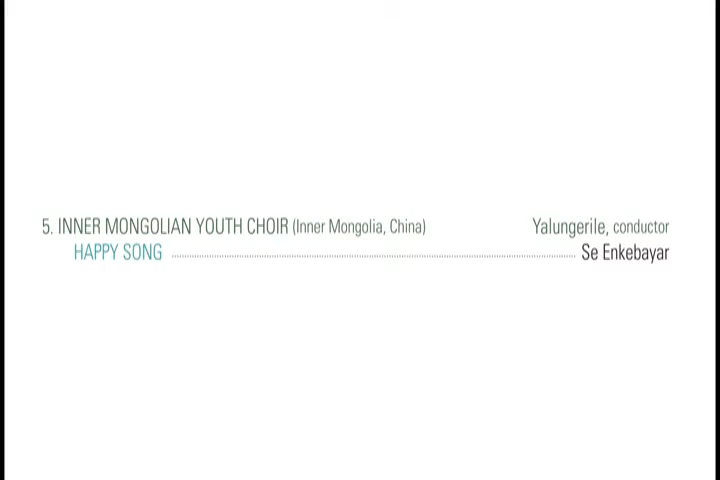 5. INNER MONGOLIAN YOUTH CHOIR (Inner Mongolia, China) Yalungerile, conductor
HAPPY SONG ........................................ Se Enkebayar